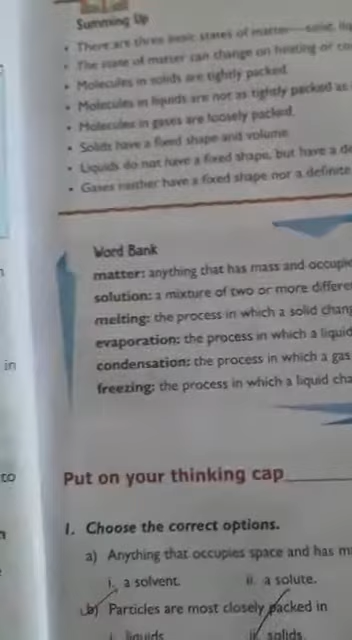 Summing Up
• There are three basic states of matter—solid, liq
• The state of matter can change on heating or co
• Molecules in solids are tightly packed.
• Molecules in liquids are not as tightly packed as
• Molecules in gases are loosely packed.
• Solids have a fixed shape and volume.
• Liquids do not have a fixed shape, but have a de
• Gases neither have a fixed shape nor a definite
Word Bank
matter: anything that has mass and occupie
solution: a mixture of two or more differe
melting: the process in which a solid chang
evaporation: the process in which a liquid
condensation: the process in which a gas
freezing: the process in which a liquid cha
in
to
Put on your thinking cap
1. Choose the correct options.
a) Anything that occupies space and has m
i. a solvent. ii. a solute.
b) Particles are most closely packed in
i. liquids ii. solids.